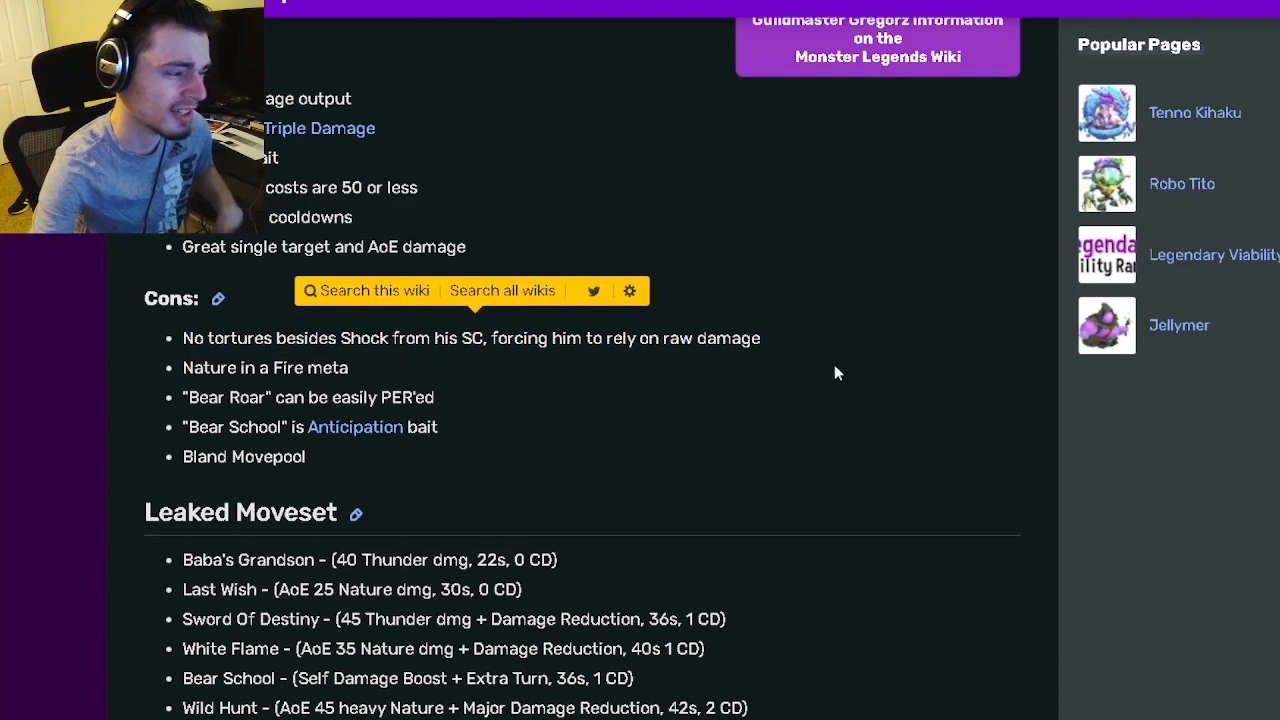 Guildmaster Gregorz Information
on the
Monster Legends Wiki
Popular Pages
Tenno Kihaku
Robo Tito
Legendary Viability
Jellymer
age output
Triple Damage
ait
costs are 50 or less
cooldowns
Great single target and AoE damage
Cons:
Search this wiki
Search all wikis
No tortures besides Shock from his SC, forcing him to rely on raw damage
Nature in a Fire meta
"Bear Roar" can be easily PER'ed
"Bear School" is Anticipation bait
Bland Movepool
Leaked Moveset
Baba's Grandson - (40 Thunder dmg, 22s, 0 CD)
Last Wish - (AoE 25 Nature dmg, 30s, 0 CD)
Sword Of Destiny - (45 Thunder dmg + Damage Reduction, 36s, 1 CD)
White Flame - (AoE 35 Nature dmg + Damage Reduction, 40s 1 CD)
Bear School - (Self Damage Boost + Extra Turn, 36s, 1 CD)
Wild Hunt - (AoE 45 heavy Nature + Major Damage Reduction, 42s, 2 CD)